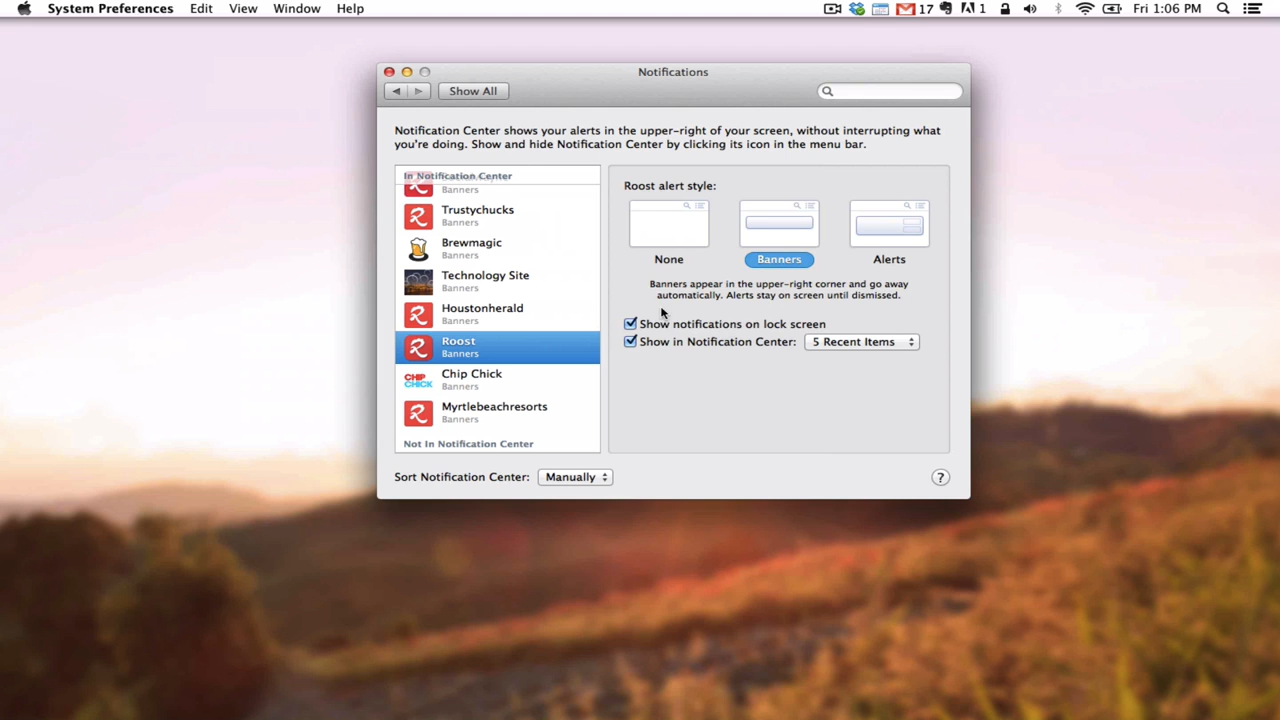 System Preferences Edit View Window Help 17 1 Fri 1:06 PM
Notifications
Show All
Notification Center shows your alerts in the upper-right of your screen, without interrupting what
you're doing. Show and hide Notification Center by clicking its icon in the menu bar.
In Notification Center
Banners
Trustychucks
Banners
Brewmagic
Banners
Technology Site
Banners
Houstonherald
Banners
Roost
Banners
CHIP CHICK
Chip Chick
Banners
Myrtlebeachresorts
Banners
Not In Notification Center
Roost alert style:
None Banners Alerts
Banners appear in the upper-right corner and go away
automatically. Alerts stay on screen until dismissed.
Show notifications on lock screen
Show in Notification Center: 5 Recent Items
Sort Notification Center: Manually
?